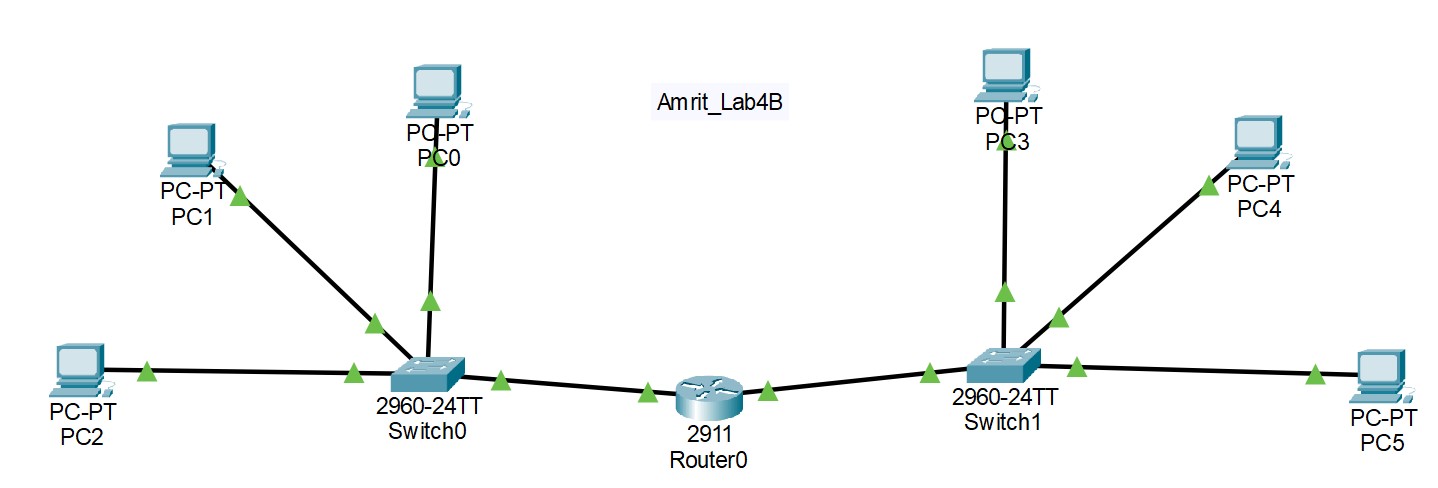 Amrit_Lab4B
PC-PT
PC0
PC-PT
PC1
PC-PT
PC2
2960-24TT
Switch0
2911
Router0
PC-PT
PC3
PC-PT
PC4
2960-24TT
Switch1
PC-PT
PC5